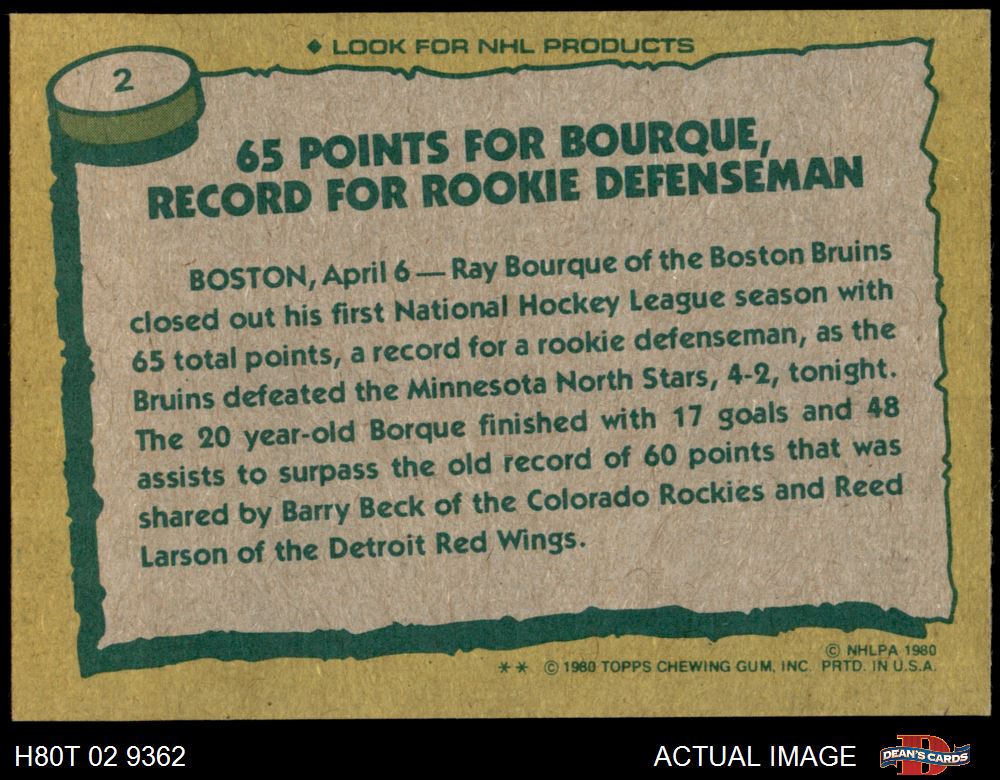 ◆ LOOK FOR NHL PRODUCTS
2
65 POINTS FOR BOURQUE,
RECORD FOR ROOKIE DEFENSEMAN
BOSTON, April 6 — Ray Bourque of the Boston Bruins
closed out his first National Hockey League season with
65 total points, a record for a rookie defenseman, as the
Bruins defeated the Minnesota North Stars, 4-2, tonight.
The 20 year-old Borque finished with 17 goals and 48
assists to surpass the old record of 60 points that was
shared by Barry Beck of the Colorado Rockies and Reed
Larson of the Detroit Red Wings.
© NHLPA 1980
** © 1980 TOPPS CHEWING GUM, INC. PRTD. IN U.S.A.
H80T 02 9362
ACTUAL IMAGE
D
DEAN'S CARDS